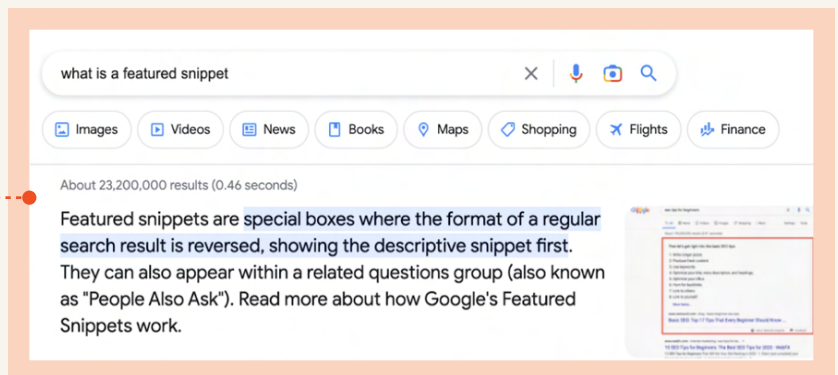 what is a featured snippet
Images Videos News Books Maps Shopping Flights Finance
About 23,200,000 results (0.46 seconds)
Featured snippets are special boxes where the format of a regular
search result is reversed, showing the descriptive snippet first.
They can also appear within a related questions group (also known
as "People Also Ask"). Read more about how Google's Featured
Snippets work.
Google